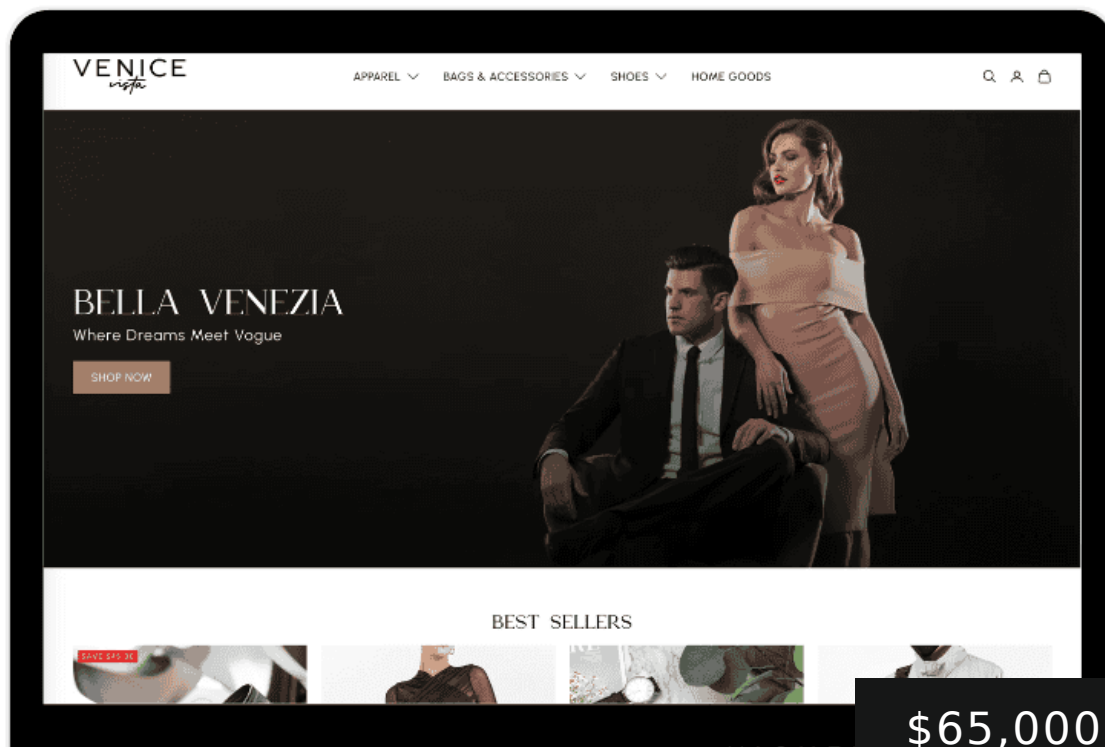 VENICE
vista
APPAREL BAGS & ACCESSORIES SHOES HOME GOODS
BELLA VENEZIA
Where Dreams Meet Vogue
SHOP NOW
BEST SELLERS
$65,000